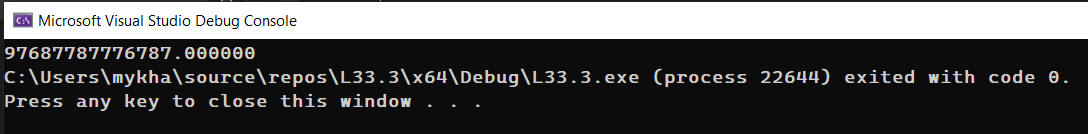 Microsoft Visual Studio Debug Console
97687787776787.000000
C:\Users\mykha\source\repos\L33.3\x64\Debug\L33.3.exe (process 22644) exited with code 0.
Press any key to close this window . . .